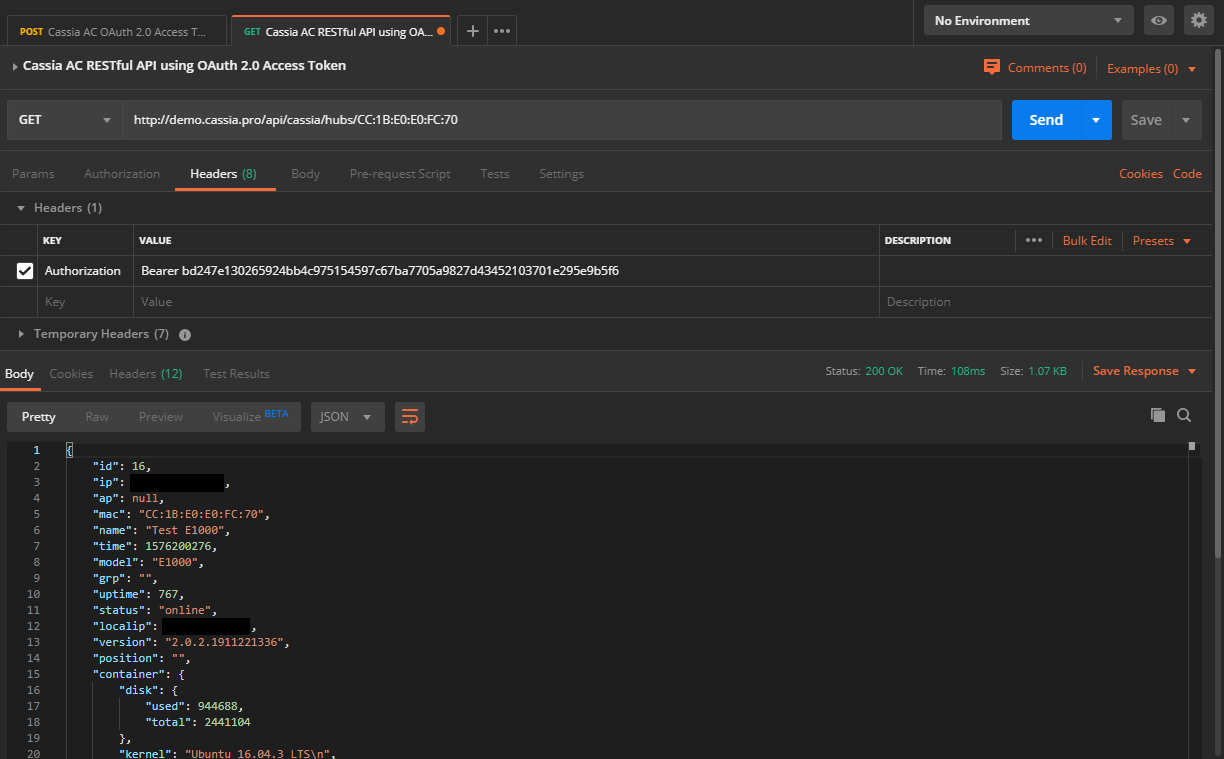 POST Cassia AC OAuth 2.0 Access T...
GET Cassia AC RESTful API using OA...
No Environment
Cassia AC RESTful API using OAuth 2.0 Access Token
Comments (0)
Examples (0)
GET
http://demo.cassia.pro/api/cassia/hubs/CC:1B:E0:E0:FC:70
Send
Save
Params
Authorization
Headers (8)
Body
Pre-request Script
Tests
Settings
Cookies
Code
Headers (1)
KEY
VALUE
DESCRIPTION
Bulk Edit
Presets
Authorization
Bearer bd247e130265924bb4c975154597c67ba7705a9827d43452103701e295e9b5f6
Key
Value
Description
Temporary Headers (7)
Body
Cookies
Headers (12)
Test Results
Status: 200 OK
Time: 108ms
Size: 1.07 KB
Save Response
Pretty
Raw
Preview
Visualize BETA
JSON
1 {
2 "id": 16,
3 "ip": ,
4 "ap": null,
5 "mac": "CC:1B:E0:E0:FC:70",
6 "name": "Test E1000",
7 "time": 1576200276,
8 "model": "E1000",
9 "grp": "",
10 "uptime": 767,
11 "status": "online",
12 "localip": ,
13 "version": "2.0.2.1911221336",
14 "position": "",
15 "container": {
16 "disk": {
17 "used": 944688,
18 "total": 2441104
19 },
20 "kernel": "Ubuntu 16.04.3 LTS\n",